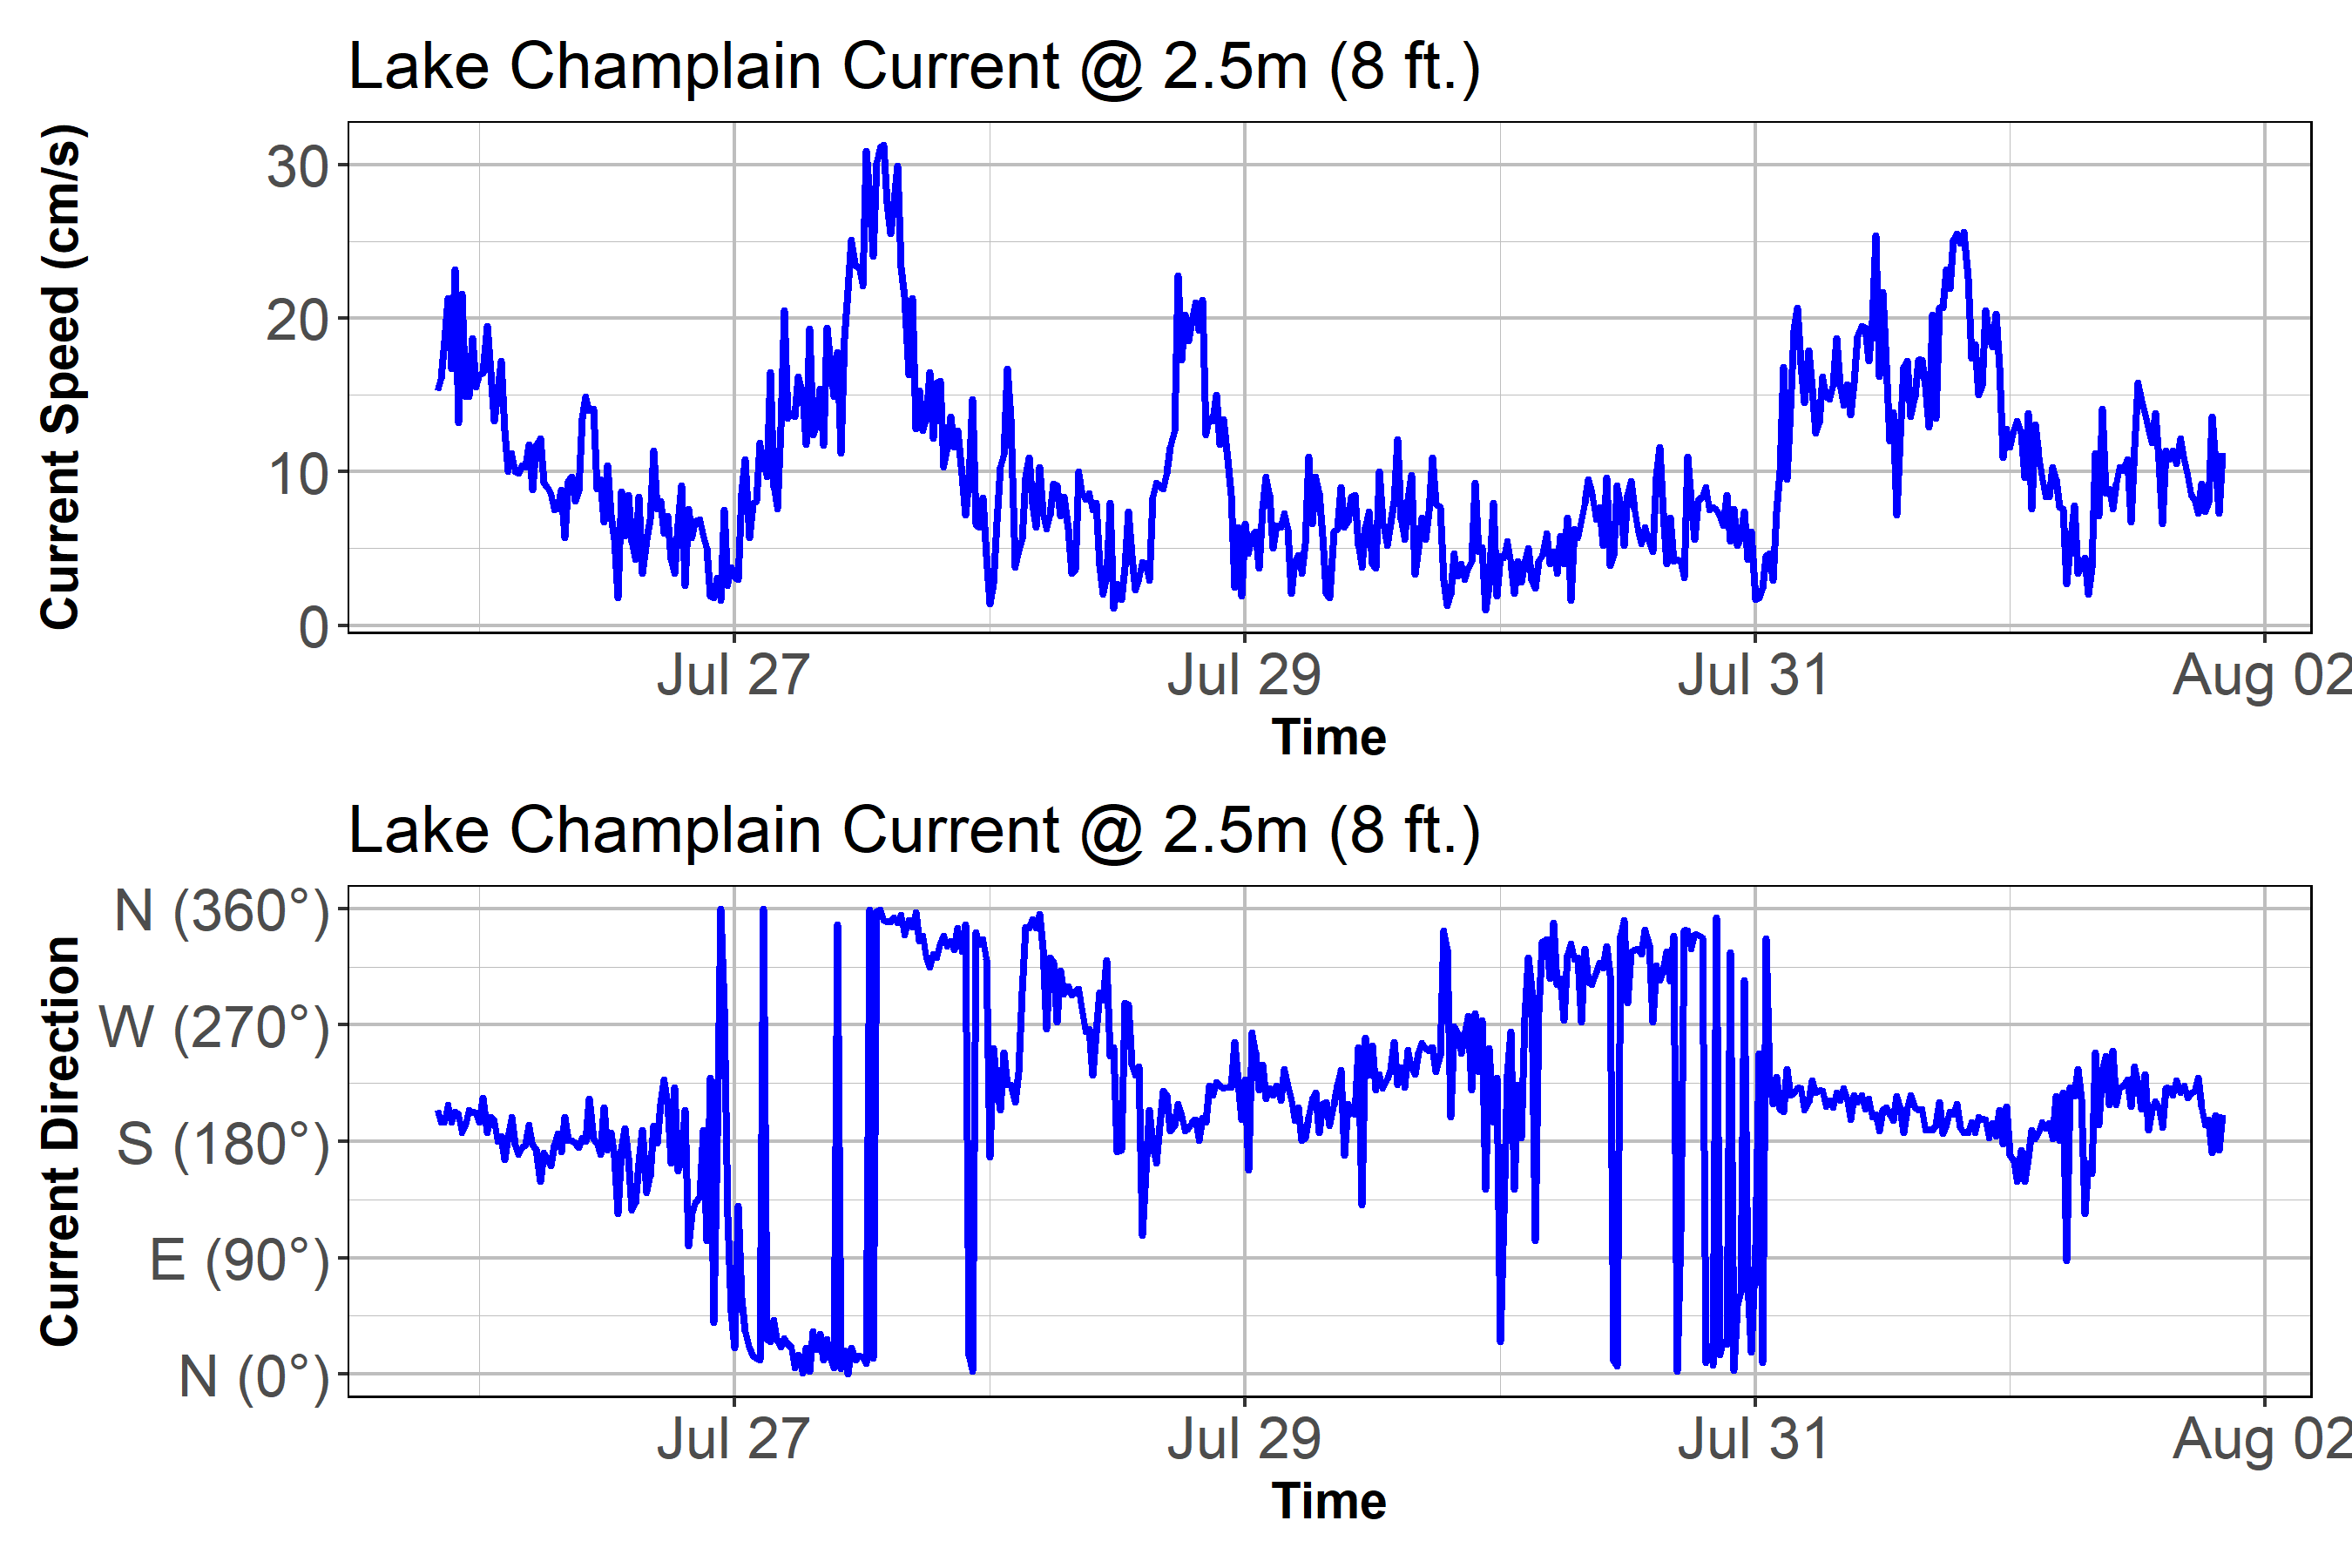 Lake Champlain Current @ 2.5m (8 ft.)
Current Speed (cm/s)
30
20
10
0
Jul 27 Jul 29 Jul 31 Aug 02
Time
Lake Champlain Current @ 2.5m (8 ft.)
Current Direction
N (360°)
W (270°)
S (180°)
E (90°)
N (0°)
Jul 27 Jul 29 Jul 31 Aug 02
Time